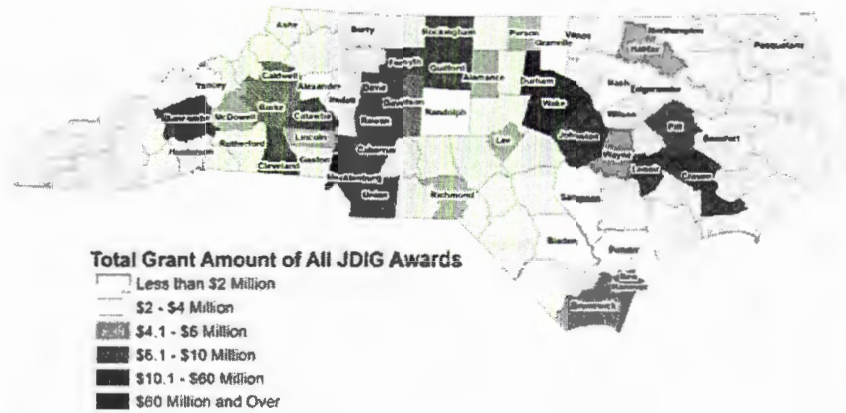 Ashe
Surry
Rockingham
Person
Vance
Granville
Northampton
Halifax
Pasquotank
Forsyth
Guilford
Alamance
Durham
Caldwell
Alexander
Yancey
Davie
Nash
Edgecombe
Iredell
Davidson
Randolph
Wake
Buncombe
McDowell
Burke
Catawba
Rowan
Wilson
Pitt
Beaufort
Johnston
Lincoln
Henderson
Rutherford
Cabarrus
Lee
Wayne
Cleveland
Gaston
Lenoir
Craven
Mecklenburg
Union
Richmond
Sampson
Bladen
Pender
New
Hanover
Brunswick
Total Grant Amount of All JDIG Awards
Less than $2 Million
$2 - $4 Million
$4.1 - $6 Million
$6.1 - $10 Million
$10.1 - $60 Million
$60 Million and Over